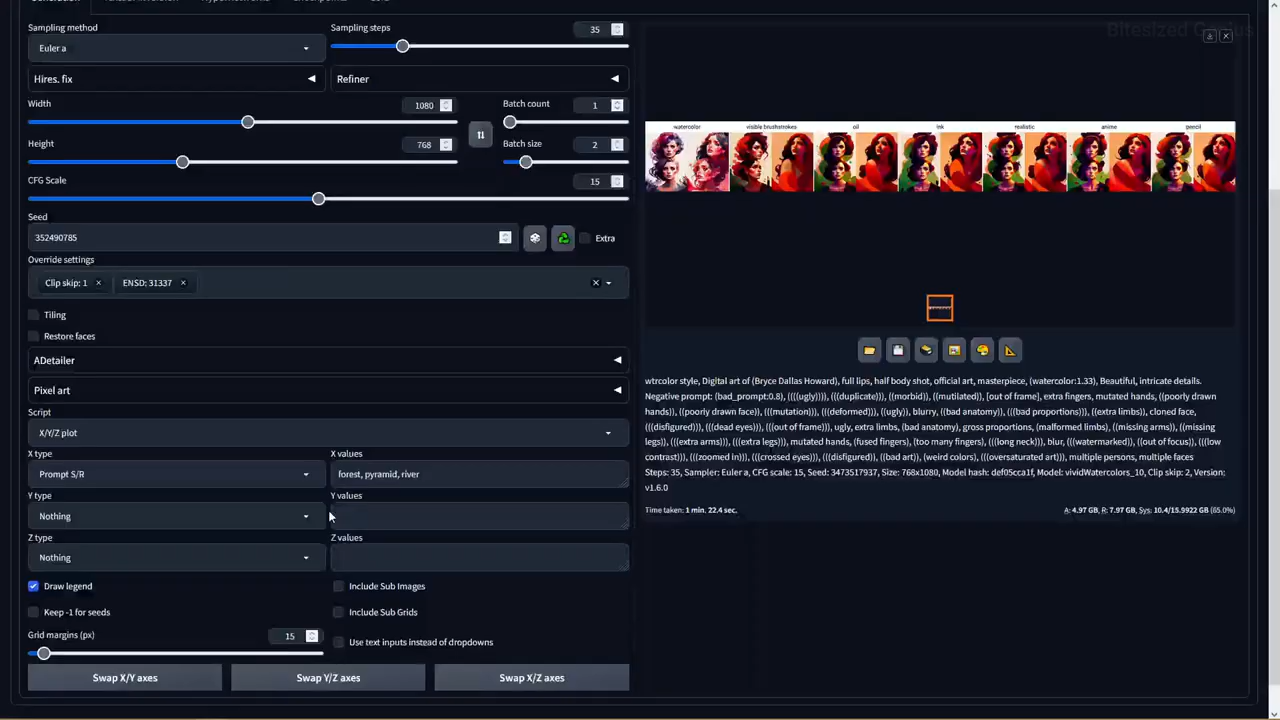 Bitesized Genius
Sampling method
Sampling steps
35
Euler a
Hires. fix
Refiner
Width
1080
Batch count
1
Height
768
Batch size
2
CFG Scale
15
Seed
352490785
Extra
Override settings
Clip skip: 1 ×
ENSD: 31337 ×
Tiling
Restore faces
ADetailer
Pixel art
Script
X/Y/Z plot
X type
X values
Prompt S/R
forest, pyramid, river
Y type
Y values
Nothing
Z type
Z values
Nothing
Draw legend
Include Sub Images
Keep -1 for seeds
Include Sub Grids
Grid margins (px)
15
Use text inputs instead of dropdowns
Swap X/Y axes
Swap Y/Z axes
Swap X/Z axes
watercolor
visible brushstrokes
oil
ink
realistic
anime
pencil
wtrcolor style, Digital art of (Bryce Dallas Howard), full lips, half body shot, official art, masterpiece, (watercolor:1.33), Beautiful, intricate details.
Negative prompt: (bad_prompt:0.8), ((((ugly)))), (((duplicate))), ((morbid)), ((mutilated)), [out of frame], extra fingers, mutated hands, ((poorly drawn
hands)), ((poorly drawn face)), (((mutation))), (((deformed))), ((ugly)), blurry, ((bad anatomy)), (((bad proportions))), ((extra limbs)), cloned face,
(((disfigured))), (((dead eyes))), (((out of frame))), ugly, extra limbs, (bad anatomy), gross proportions, (malformed limbs), ((missing arms)), ((missing
legs)), (((extra arms))), (((extra legs))), mutated hands, (fused fingers), (too many fingers), (((long neck))), blur, (((watermarked)), ((out of focus)), (((low
contrast))), (((zoomed in))), (((crossed eyes))), (((disfigured)), ((bad art)), (weird colors), (((oversaturated art))), multiple persons, multiple faces
Steps: 35, Sampler: Euler a, CFG scale: 15, Seed: 3473517937, Size: 768x1080, Model hash: def05cca1f, Model: vividWatercolors_10, Clip skip: 2, Version:
v1.6.0
Time taken: 1 min. 22.4 sec.
A: 4.97 GB, R: 7.97 GB, Sys: 10.4/15.9922 GB (65.0%)